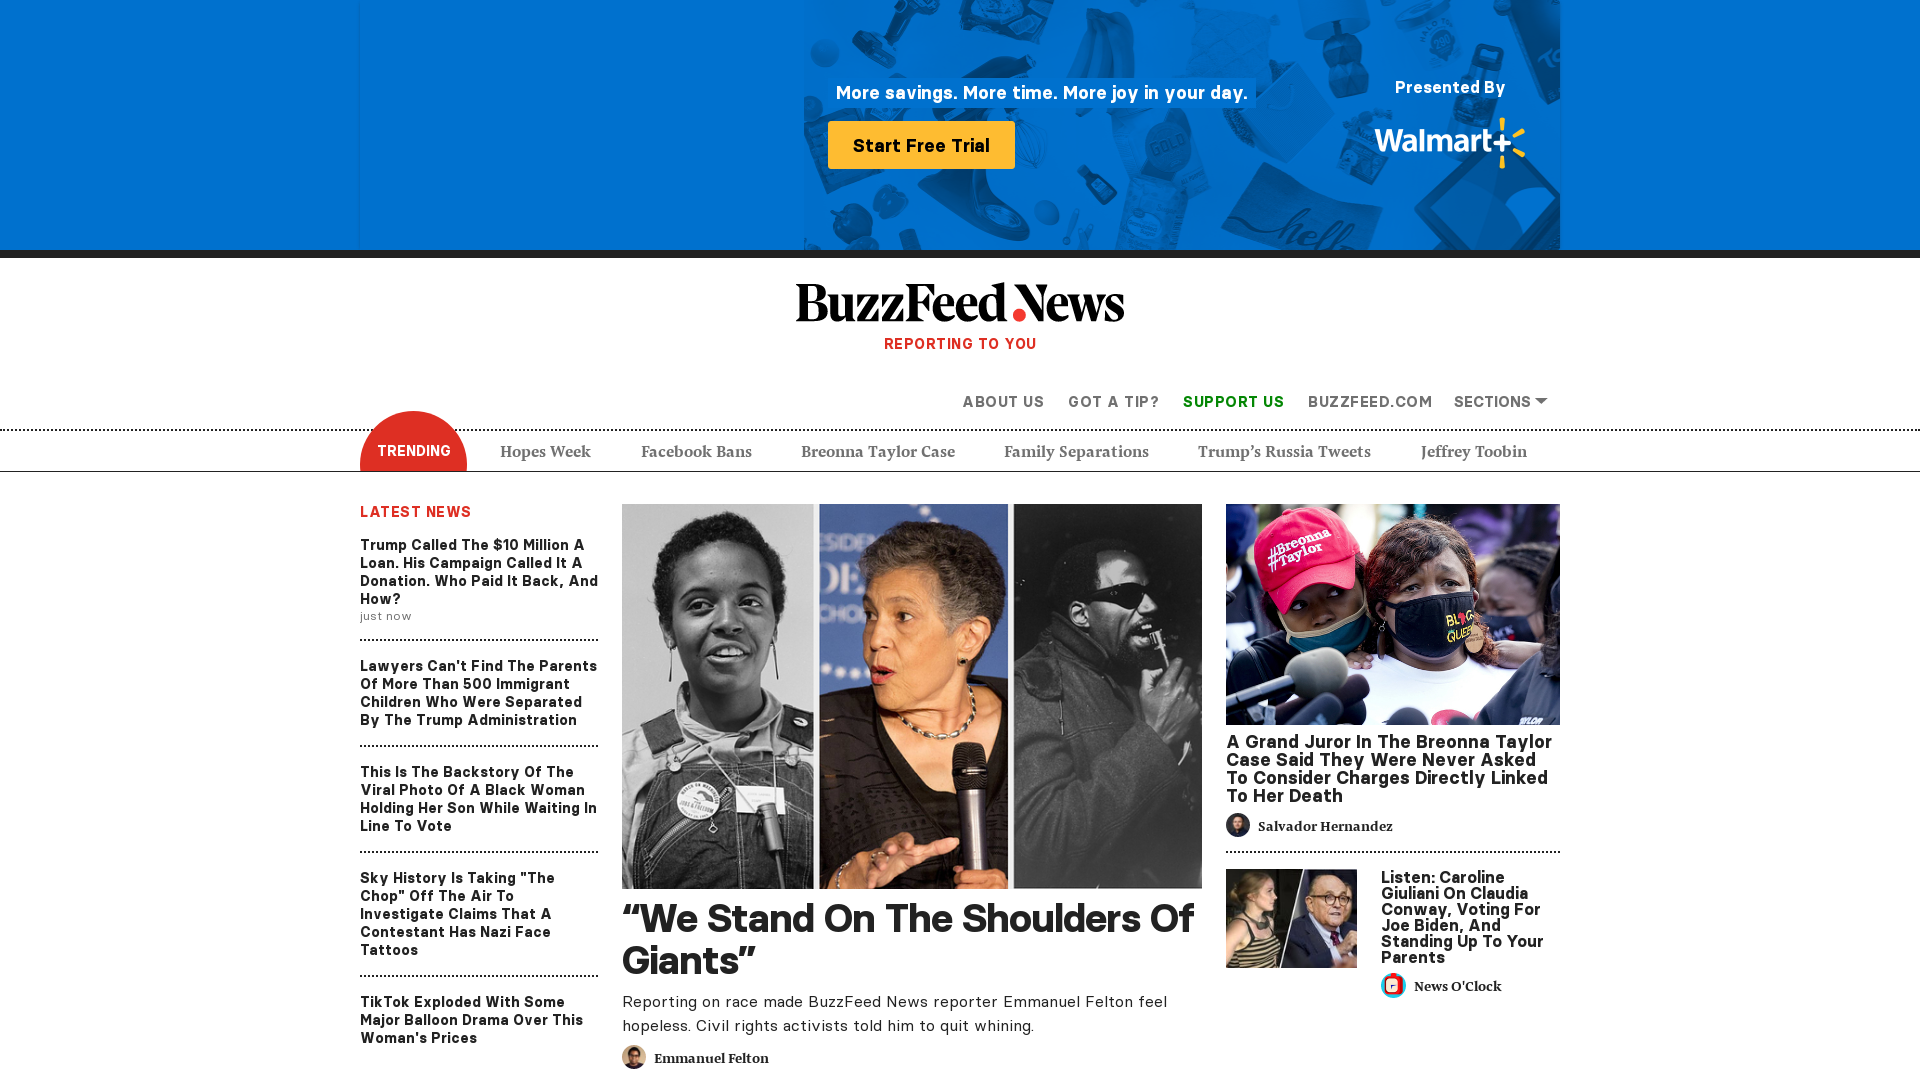 More savings. More time. More joy in your day.
Start Free Trial
Presented By
Walmart+
BuzzFeed News
REPORTING TO YOU
ABOUT US
GOT A TIP?
SUPPORT US
BUZZFEED.COM
SECTIONS
TRENDING
Hopes Week
Facebook Bans
Breonna Taylor Case
Family Separations
Trump’s Russia Tweets
Jeffrey Toobin
LATEST NEWS
Trump Called The $10 Million A
Loan. His Campaign Called It A
Donation. Who Paid It Back, And
How?
just now
Lawyers Can't Find The Parents
Of More Than 500 Immigrant
Children Who Were Separated
By The Trump Administration
This Is The Backstory Of The
Viral Photo Of A Black Woman
Holding Her Son While Waiting In
Line To Vote
Sky History Is Taking "The
Chop" Off The Air To
Investigate Claims That A
Contestant Has Nazi Face
Tattoos
TikTok Exploded With Some
Major Balloon Drama Over This
Woman's Prices
“We Stand On The Shoulders Of
Giants”
Reporting on race made BuzzFeed News reporter Emmanuel Felton feel
hopeless. Civil rights activists told him to quit whining.
Emmanuel Felton
#Breonna
Taylor
A Grand Juror In The Breonna Taylor
Case Said They Were Never Asked
To Consider Charges Directly Linked
To Her Death
Salvador Hernandez
Listen: Caroline
Giuliani On Claudia
Conway, Voting For
Joe Biden, And
Standing Up To Your
Parents
News O'Clock